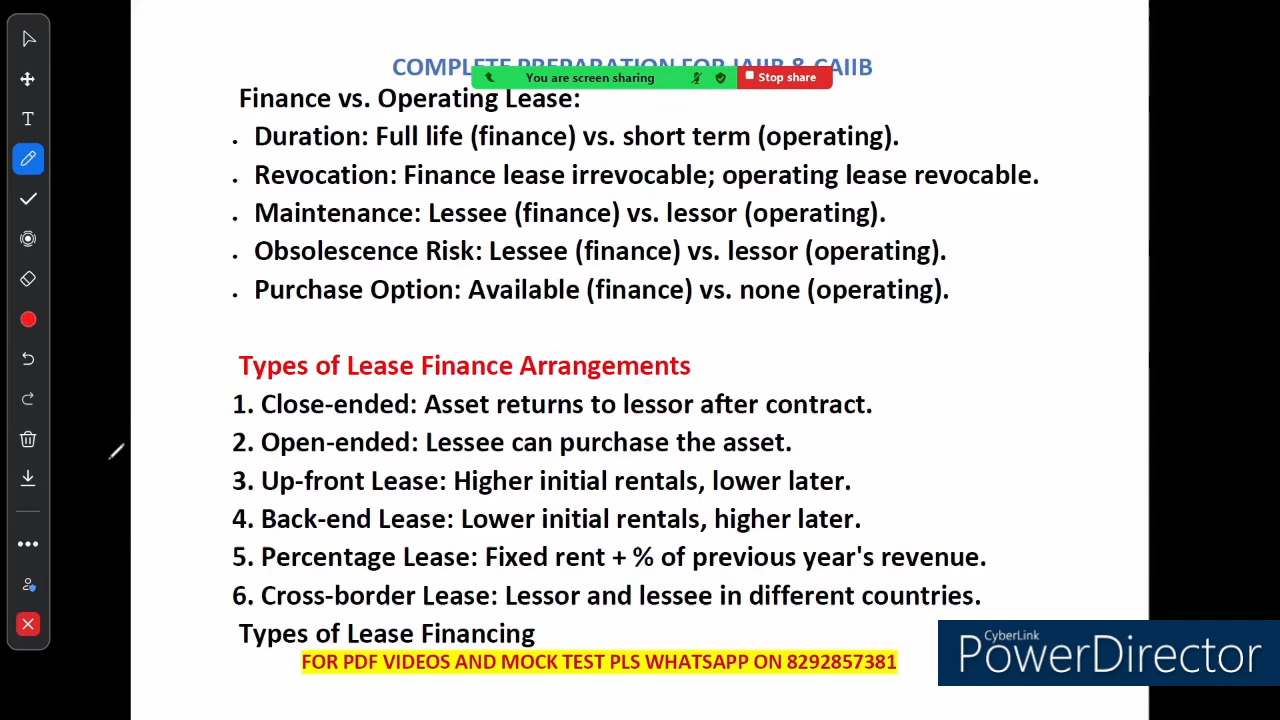 COMPLETE PREPARATION FOR JAIIB & CAIIB
You are screen sharing
Stop share
Finance vs. Operating Lease:
• Duration: Full life (finance) vs. short term (operating).
• Revocation: Finance lease irrevocable; operating lease revocable.
• Maintenance: Lessee (finance) vs. lessor (operating).
• Obsolescence Risk: Lessee (finance) vs. lessor (operating).
• Purchase Option: Available (finance) vs. none (operating).
Types of Lease Finance Arrangements
1. Close-ended: Asset returns to lessor after contract.
2. Open-ended: Lessee can purchase the asset.
3. Up-front Lease: Higher initial rentals, lower later.
4. Back-end Lease: Lower initial rentals, higher later.
5. Percentage Lease: Fixed rent + % of previous year's revenue.
6. Cross-border Lease: Lessor and lessee in different countries.
Types of Lease Financing
FOR PDF VIDEOS AND MOCK TEST PLS WHATSAPP ON 8292857381
CyberLink
PowerDirector
T